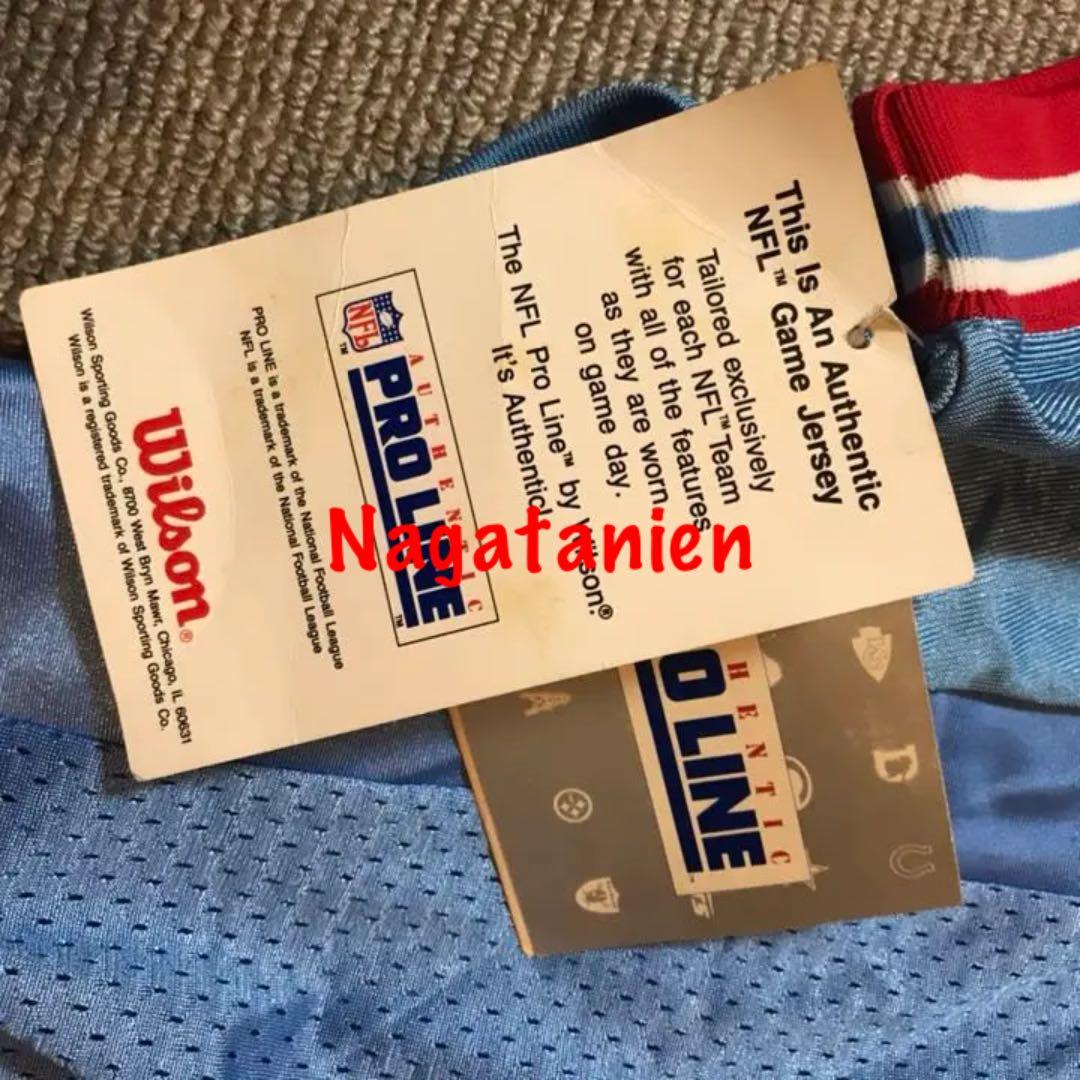 This Is An Authentic
NFL™ Game Jersey
Tailored exclusively
for each NFL™ Team
with all of the features
as they are worn
on game day.
The NFL Pro Line™ by Wilson.®
It's Authentic!
NFL
™
AUTHENTIC
PRO LINE™
PRO LINE is a trademark of the National Football League
NFL is a trademark of the National Football League
Wilson®
Wilson Sporting Goods Co., 8700 West Bryn Mawr, Chicago, IL 60631
Wilson is a registered trademark of Wilson Sporting Goods Co.
Nagatanien
HENTIC
O LINE
D